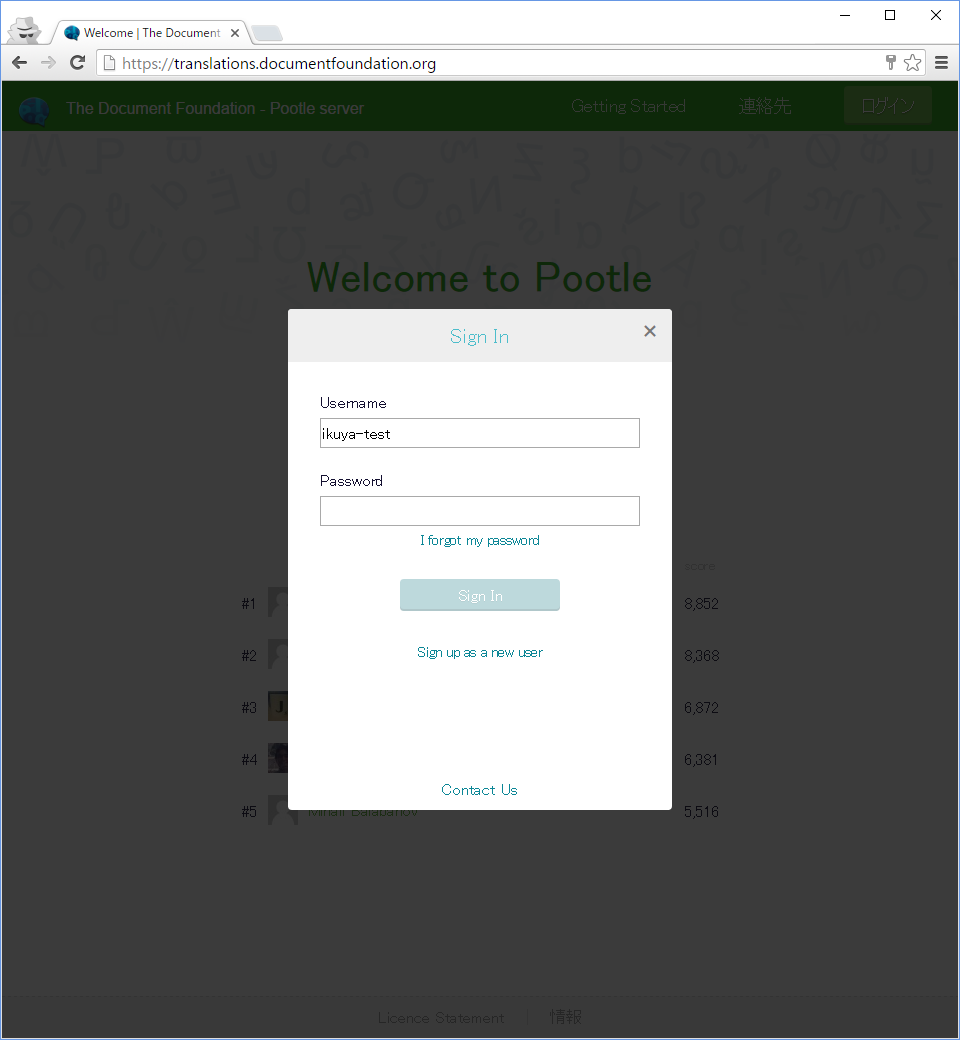 Welcome | The Document
https://translations.documentfoundation.org
The Document Foundation - Pootle server
Getting Started
連絡先
ログイン
Welcome to Pootle
Sign In
Username
ikuya-test
Password
I forgot my password
Sign In
Sign up as a new user
Contact Us
score
#1 8,852
#2 8,368
#3 6,872
#4 6,381
#5 Mihail Balabanov 5,516
Licence Statement
情報